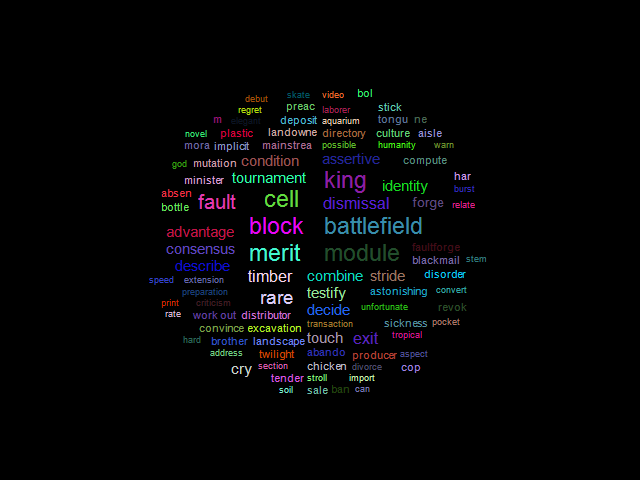 debut skate video bol
regret preac laborer stick
m elegant deposit aquarium tongu ne
novel plastic landowne directory culture aisle
mora implicit mainstrea possible humanity warn
god mutation condition assertive compute
minister tournament king identity har burst
absen fault cell dismissal forge relate
bottle
advantage block battlefield
consensus merit module faultforge
describe blackmail stem
speed extension timber combine stride disorder
preparation rare testify astonishing convert
print criticism decide unfortunate revok
rate work out distributor transaction sickness pocket
convince excavation touch exit tropical
hard brother landscape
address twilight abando producer aspect
cry section chicken divorce cop
tender stroll import
soil sale ban can